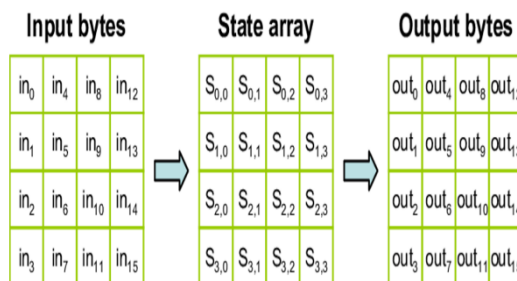 Input bytes State array Output bytes
in0 in4 in8 in12 S0,0 S0,1 S0,2 S0,3 out0 out4 out8
in1 in5 in9 in13 S1,0 S1,1 S1,2 S1,3 out1 out5 out9
in2 in6 in10 in14 S2,0 S2,1 S2,2 S2,3 out2 out6 out10
in3 in7 in11 in15 S3,0 S3,1 S3,2 S3,3 out3 out7 out11